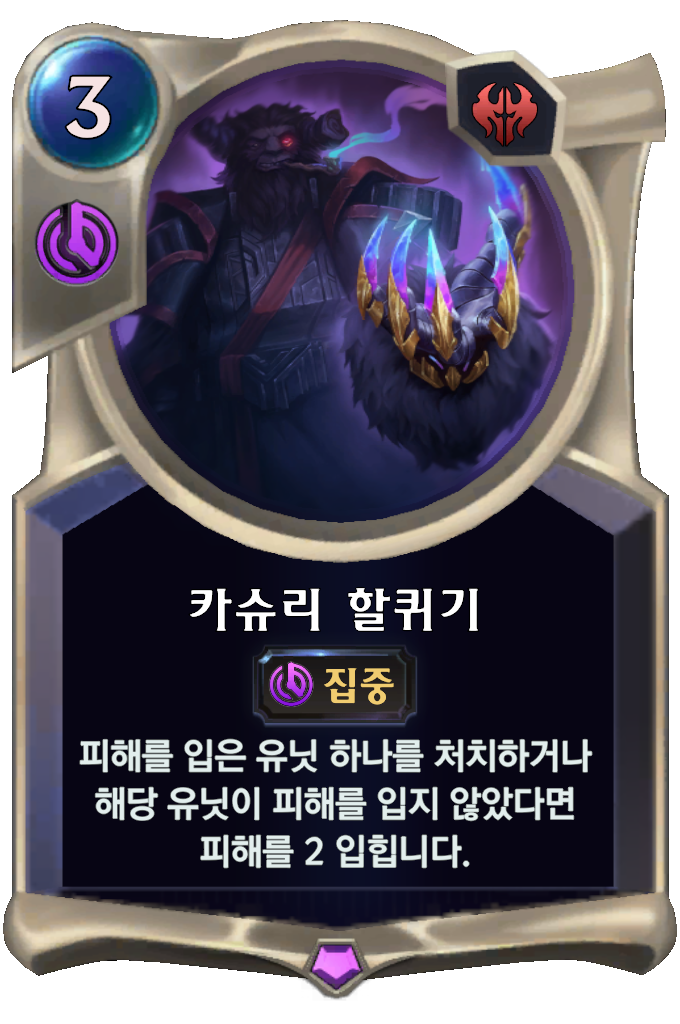 3
카슈리 할퀴기
집중
피해를 입은 유닛 하나를 처치하거나
해당 유닛이 피해를 입지 않았다면
피해를 2 입힙니다.